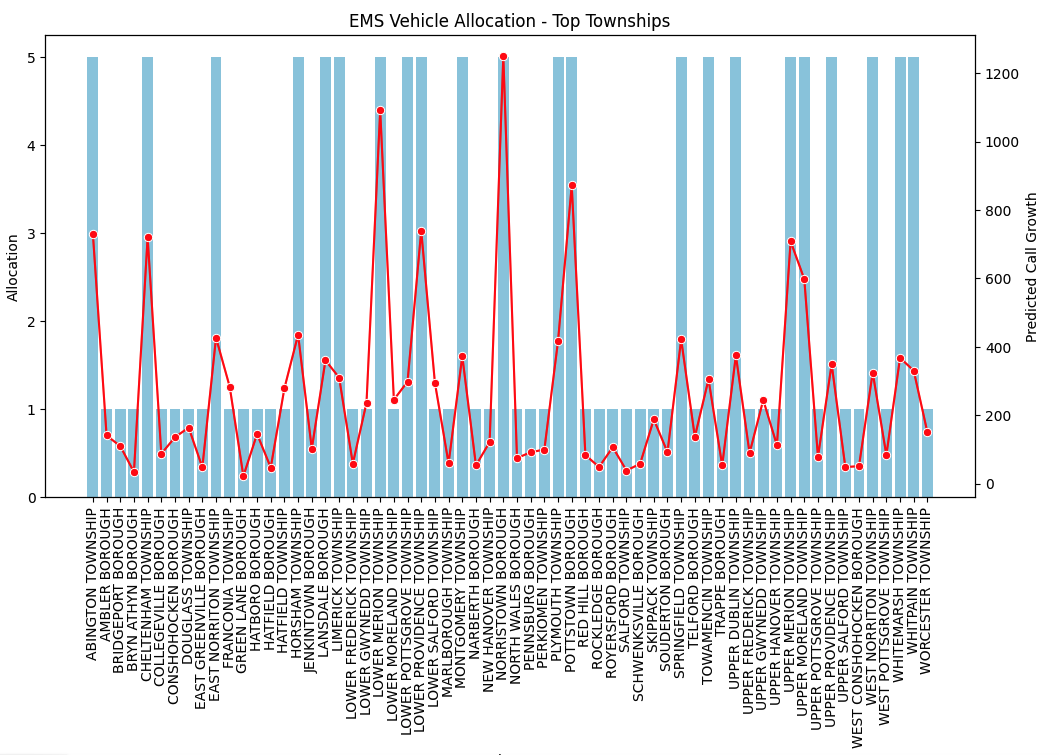 EMS Vehicle Allocation - Top Townships
5
4
3
2
1
0
Allocation
1200
1000
800
600
400
200
0
Predicted Call Growth
ABINGTON TOWNSHIP
AMBLER BOROUGH
BRIDGEPORT BOROUGH
BRYN ATHYN BOROUGH
CHELTENHAM TOWNSHIP
COLLEGEVILLE BOROUGH
CONSHOHOCKEN BOROUGH
DOUGLASS TOWNSHIP
EAST GREENVILLE BOROUGH
EAST NORRITON TOWNSHIP
FRANCONIA TOWNSHIP
GREEN LANE BOROUGH
HATBORO BOROUGH
HATFIELD BOROUGH
HATFIELD TOWNSHIP
HORSHAM TOWNSHIP
JENKINTOWN BOROUGH
LANSDALE BOROUGH
LIMERICK TOWNSHIP
LOWER FREDERICK TOWNSHIP
LOWER GWYNEDD TOWNSHIP
LOWER MERION TOWNSHIP
LOWER MORELAND TOWNSHIP
LOWER POTTSGROVE TOWNSHIP
LOWER PROVIDENCE TOWNSHIP
LOWER SALFORD TOWNSHIP
MARLBOROUGH TOWNSHIP
MONTGOMERY TOWNSHIP
NARBERTH BOROUGH
NEW HANOVER TOWNSHIP
NORRISTOWN BOROUGH
NORTH WALES BOROUGH
PENNSBURG BOROUGH
PERKIOMEN TOWNSHIP
PLYMOUTH TOWNSHIP
POTTSTOWN BOROUGH
RED HILL BOROUGH
ROCKLEDGE BOROUGH
ROYERSFORD BOROUGH
SALFORD TOWNSHIP
SCHWENKSVILLE BOROUGH
SKIPPACK TOWNSHIP
SOUDERTON BOROUGH
SPRINGFIELD TOWNSHIP
TELFORD BOROUGH
TOWAMENCIN TOWNSHIP
TRAPPE BOROUGH
UPPER DUBLIN TOWNSHIP
UPPER FREDERICK TOWNSHIP
UPPER GWYNEDD TOWNSHIP
UPPER HANOVER TOWNSHIP
UPPER MERION TOWNSHIP
UPPER MORELAND TOWNSHIP
UPPER POTTSGROVE TOWNSHIP
UPPER PROVIDENCE TOWNSHIP
UPPER SALFORD TOWNSHIP
WEST CONSHOHOCKEN BOROUGH
WEST NORRITON TOWNSHIP
WEST POTTSGROVE TOWNSHIP
WHITEMARSH TOWNSHIP
WHITPAIN TOWNSHIP
WORCESTER TOWNSHIP